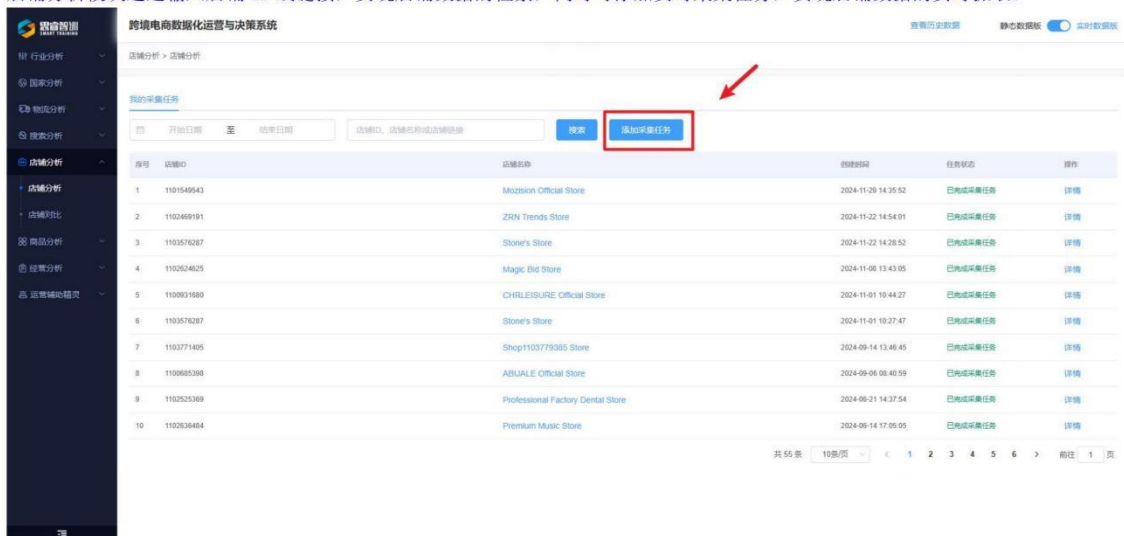 思睿智训
SMART TRAINING
跨境电商数据化运营与决策系统
查看历史数据 静态数据版 实时数据版
行业分析
国家分析
物流分析
搜索分析
店铺分析
店铺分析
店铺对比
商品分析
经营分析
运营辅助精灵
店铺分析 > 店铺分析
我的采集任务
开始日期 至 结束日期 店铺ID、店铺名称或店铺链接 搜索 添加采集任务
序号 店铺ID 店铺名称 创建时间 任务状态 操作
1 1101549543 Mozision Official Store 2024-11-29 14:35:52 已完成采集任务 详情
2 1102469191 ZRN Trends Store 2024-11-22 14:54:01 已完成采集任务 详情
3 1103576287 Stone's Store 2024-11-22 14:28:52 已完成采集任务 详情
4 1102624625 Magic Bid Store 2024-11-08 13:43:05 已完成采集任务 详情
5 1100931680 CHRLEISURE Official Store 2024-11-01 10:44:27 已完成采集任务 详情
6 1103576287 Stone's Store 2024-11-01 10:27:47 已完成采集任务 详情
7 1103771405 Shop1103779385 Store 2024-09-14 13:46:45 已完成采集任务 详情
8 1100685398 ABIJALE Official Store 2024-09-06 08:40:59 已完成采集任务 详情
9 1102525369 Professional Factory Dental Store 2024-06-21 14:37:54 已完成采集任务 详情
10 1102636484 Premium Music Store 2024-06-14 17:05:05 已完成采集任务 详情
共 55 条 10条/页 < 1 2 3 4 5 6 > 前往 1 页